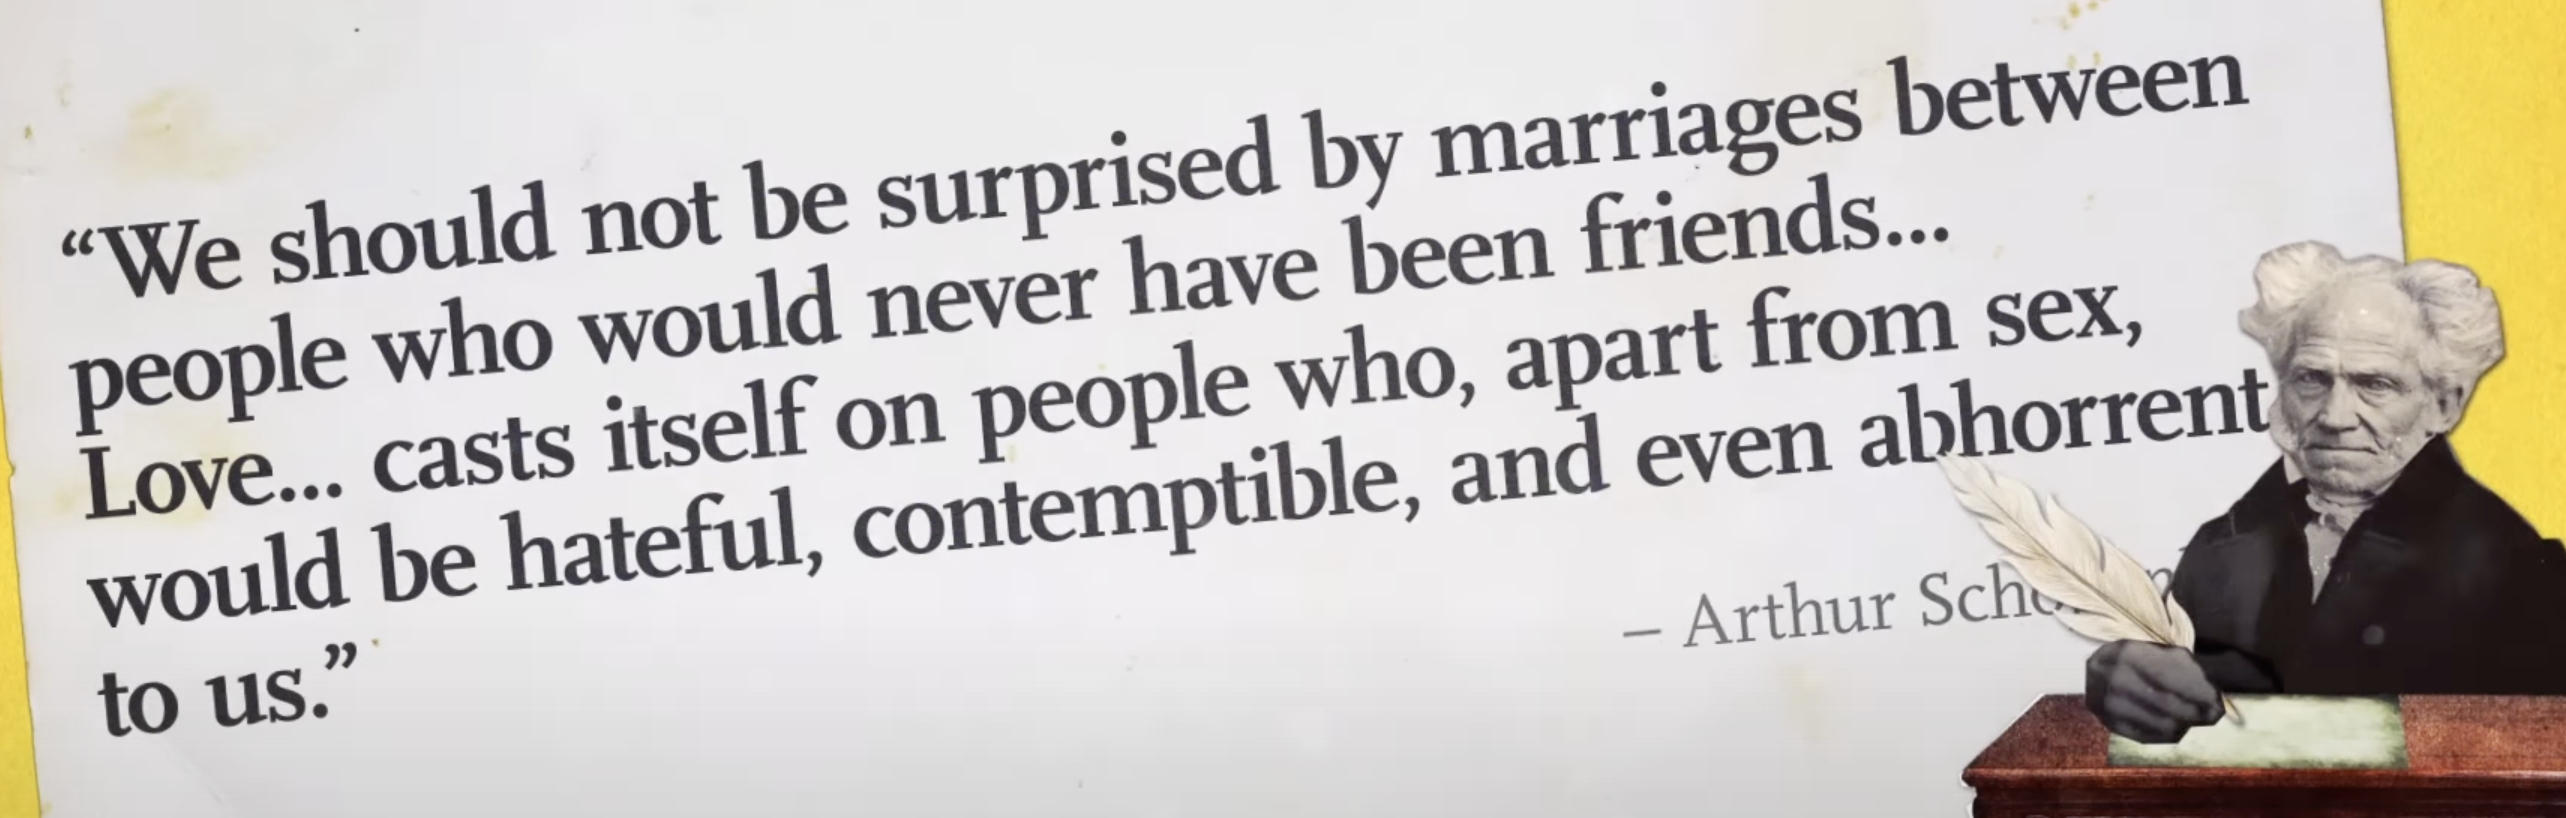 “We should not be surprised by marriages between
people who would never have been friends...
Love... casts itself on people who, apart from sex,
would be hateful, contemptible, and even abhorrent
to us.”
– Arthur